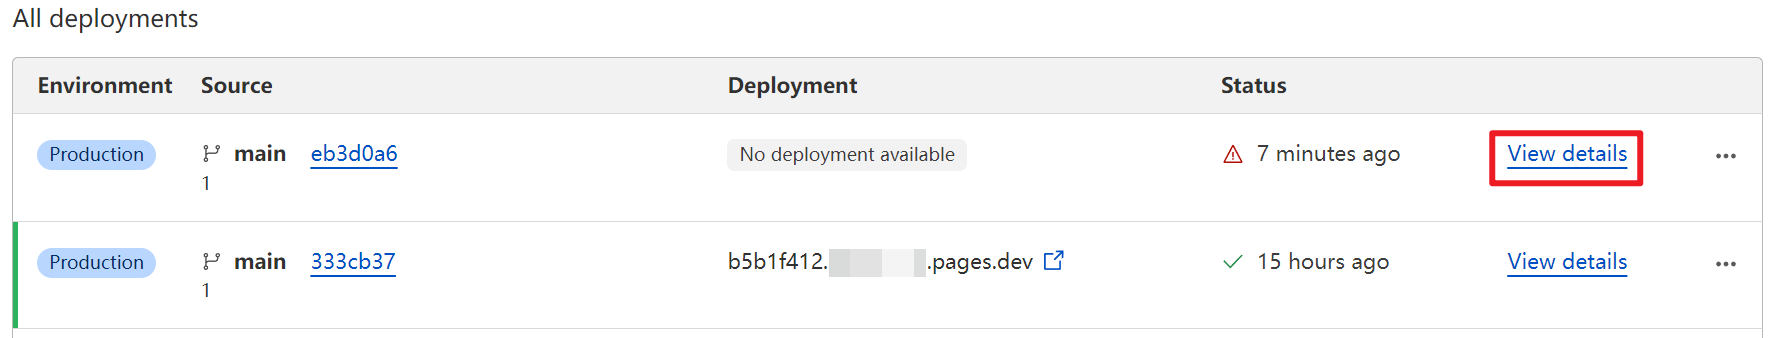 All deployments
Environment Source Deployment Status
Production main eb3d0a6 No deployment available 7 minutes ago View details ...
1
Production main 333cb37 b5b1f412. .pages.dev 15 hours ago View details ...
1